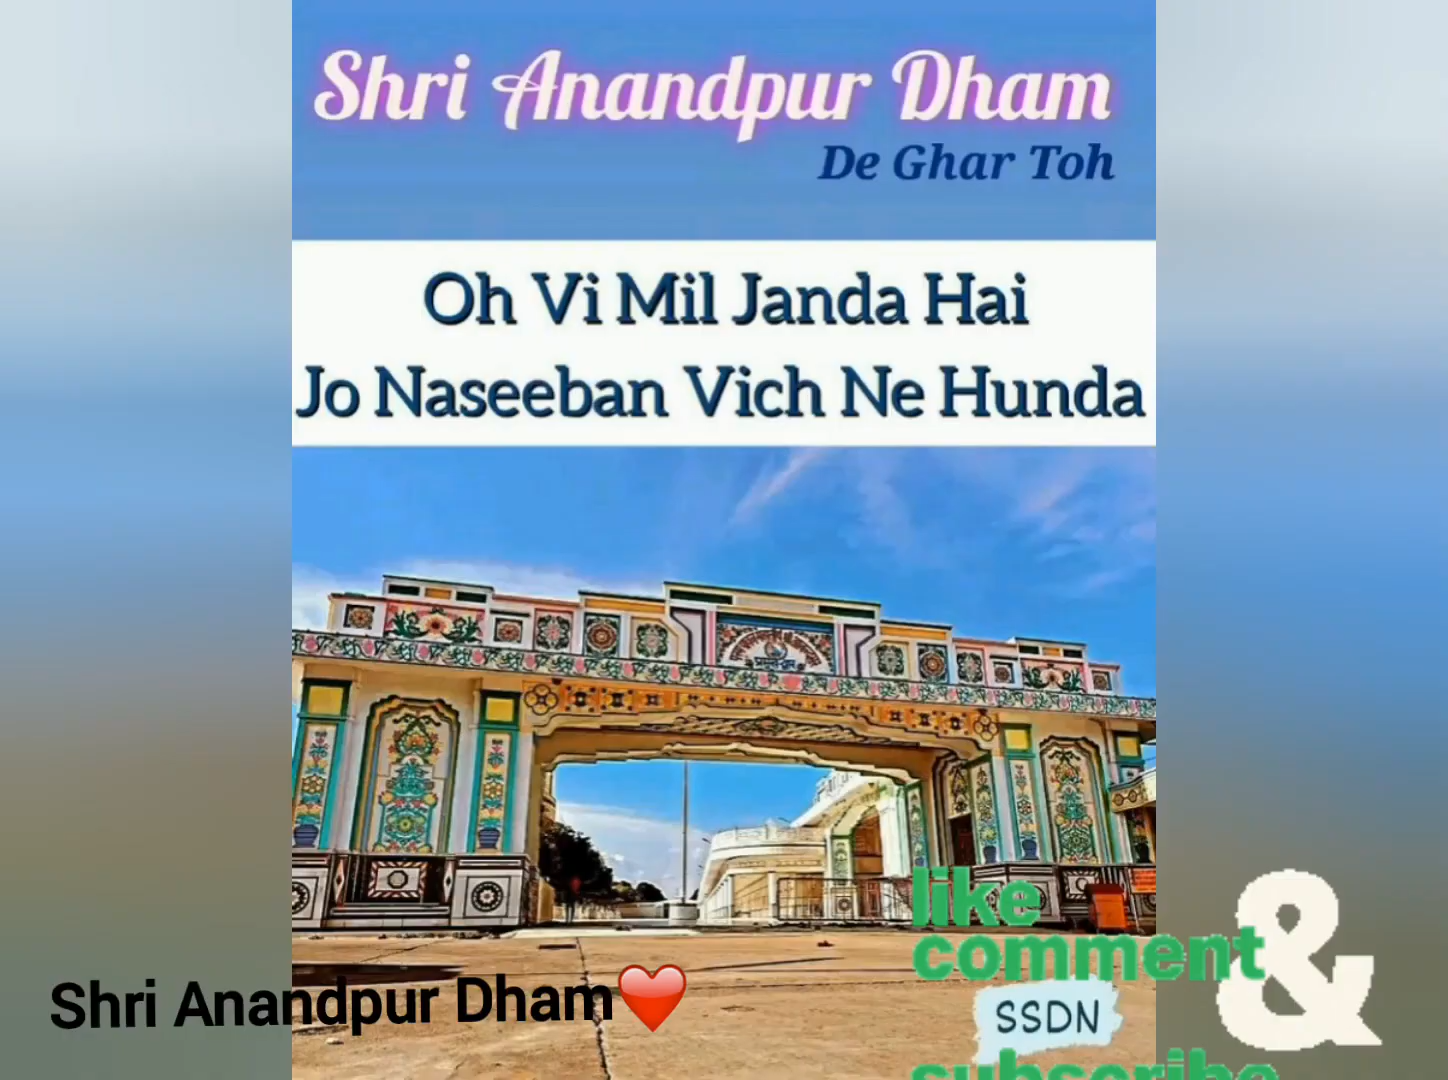 Shri Anandpur Dham
De Ghar Toh
Oh Vi Mil Janda Hai
Jo Naseeban Vich Ne Hunda
like
comment
&
SSDN
subscribe
Shri Anandpur Dham❤️